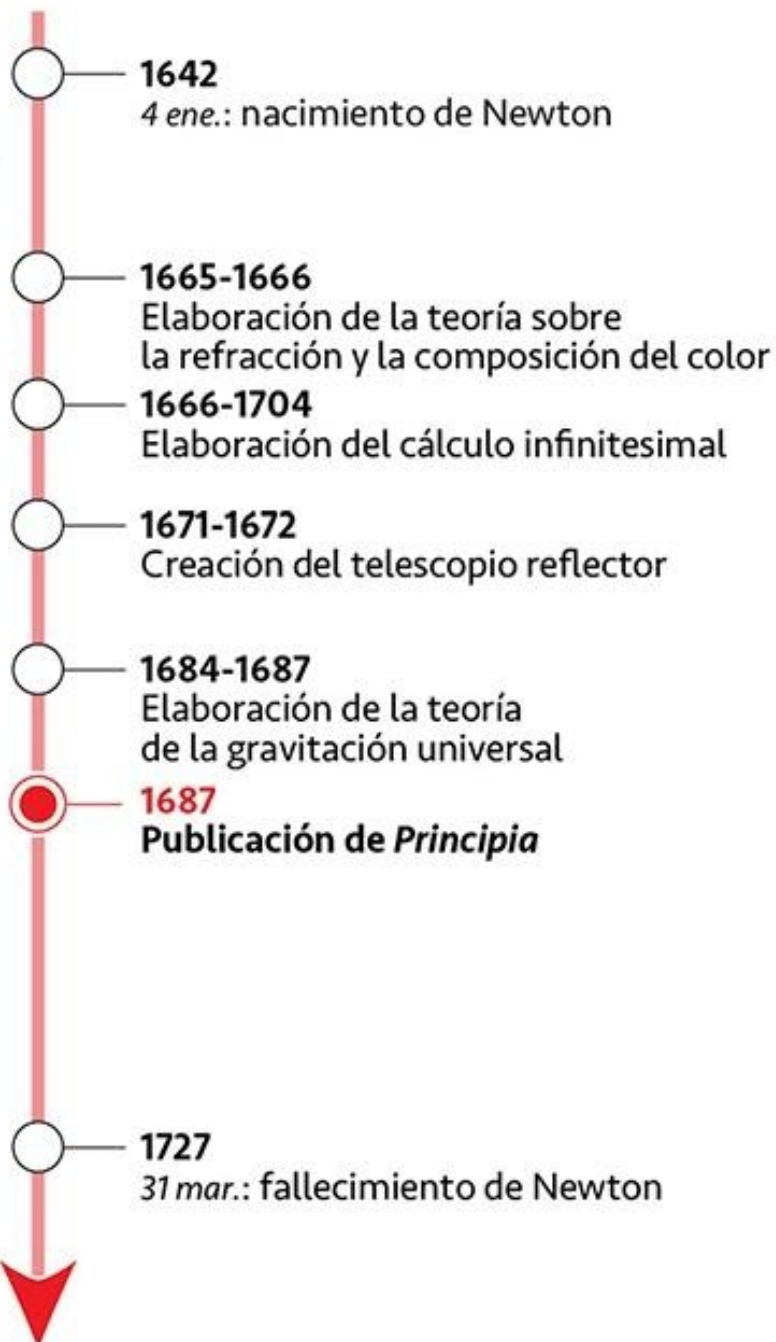 1642
4 ene.: nacimiento de Newton
1665-1666
Elaboración de la teoría sobre
la refracción y la composición del color
1666-1704
Elaboración del cálculo infinitesimal
1671-1672
Creación del telescopio reflector
1684-1687
Elaboración de la teoría
de la gravitación universal
1687
Publicación de Principia
1727
31 mar.: fallecimiento de Newton